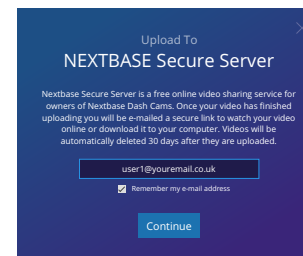 Upload To
NEXTBASE Secure Server
Nextbase Secure Server is a free online video sharing service for
owners of Nextbase Dash Cams. Once your video has finished
uploading you will be e-mailed a secure link to watch your video
online or download it to your computer. Videos will be
automatically deleted 30 days after they are uploaded.
user1@youremail.co.uk
Remember my e-mail address
Continue